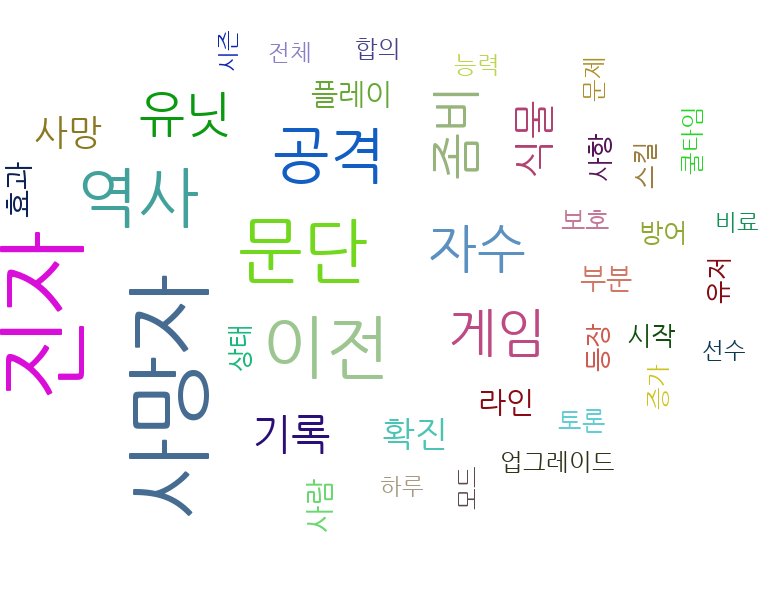 시즌
전체
합의
능력
문제
플레이
유닛
사망
공격
좀비
식물
사항
스킬
쿨타임
효과
역사
문단
자수
보호
방어
비료
진자
사망자
이전
상태
게임
부분
유저
등장
시작
선수
증가
기록
확진
라인
토론
업그레이드
사람
하루
모드